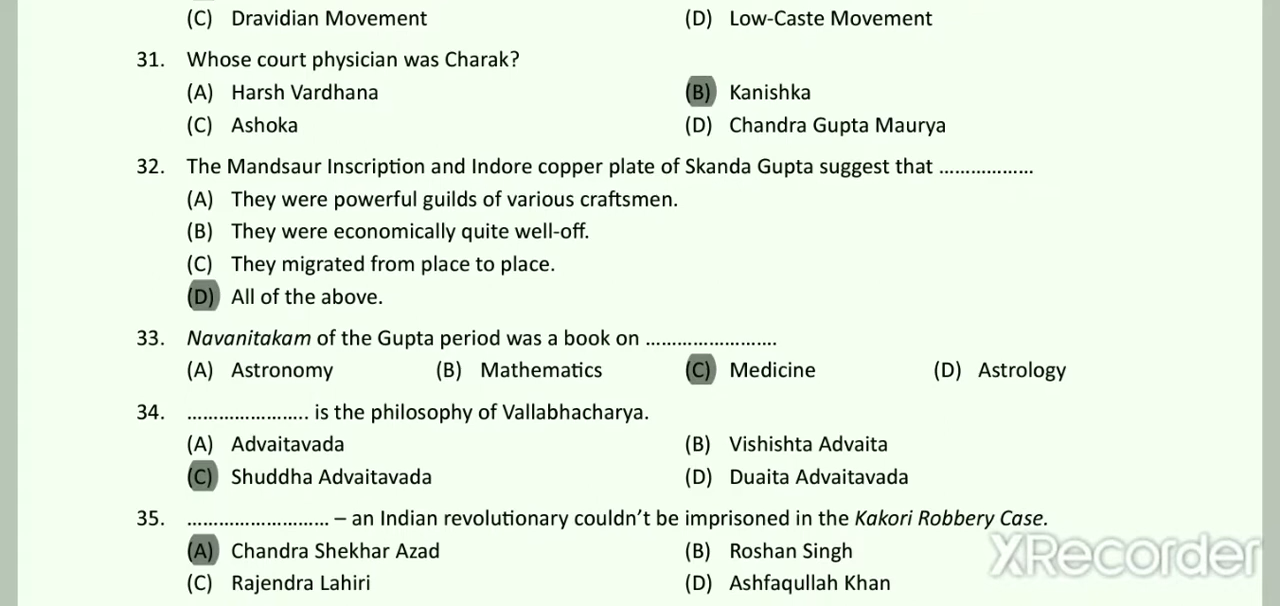 (C) Dravidian Movement (D) Low-Caste Movement
31. Whose court physician was Charak?
(A) Harsh Vardhana (B) Kanishka
(C) Ashoka (D) Chandra Gupta Maurya
32. The Mandsaur Inscription and Indore copper plate of Skanda Gupta suggest that ..................
(A) They were powerful guilds of various craftsmen.
(B) They were economically quite well-off.
(C) They migrated from place to place.
(D) All of the above.
33. Navanitakam of the Gupta period was a book on .........................
(A) Astronomy (B) Mathematics (C) Medicine (D) Astrology
34. ....................... is the philosophy of Vallabhacharya.
(A) Advaitavada (B) Vishishta Advaita
(C) Shuddha Advaitavada (D) Duaita Advaitavada
35. ........................... – an Indian revolutionary couldn’t be imprisoned in the Kakori Robbery Case.
(A) Chandra Shekhar Azad (B) Roshan Singh
(C) Rajendra Lahiri (D) Ashfaqullah Khan
XRecorder